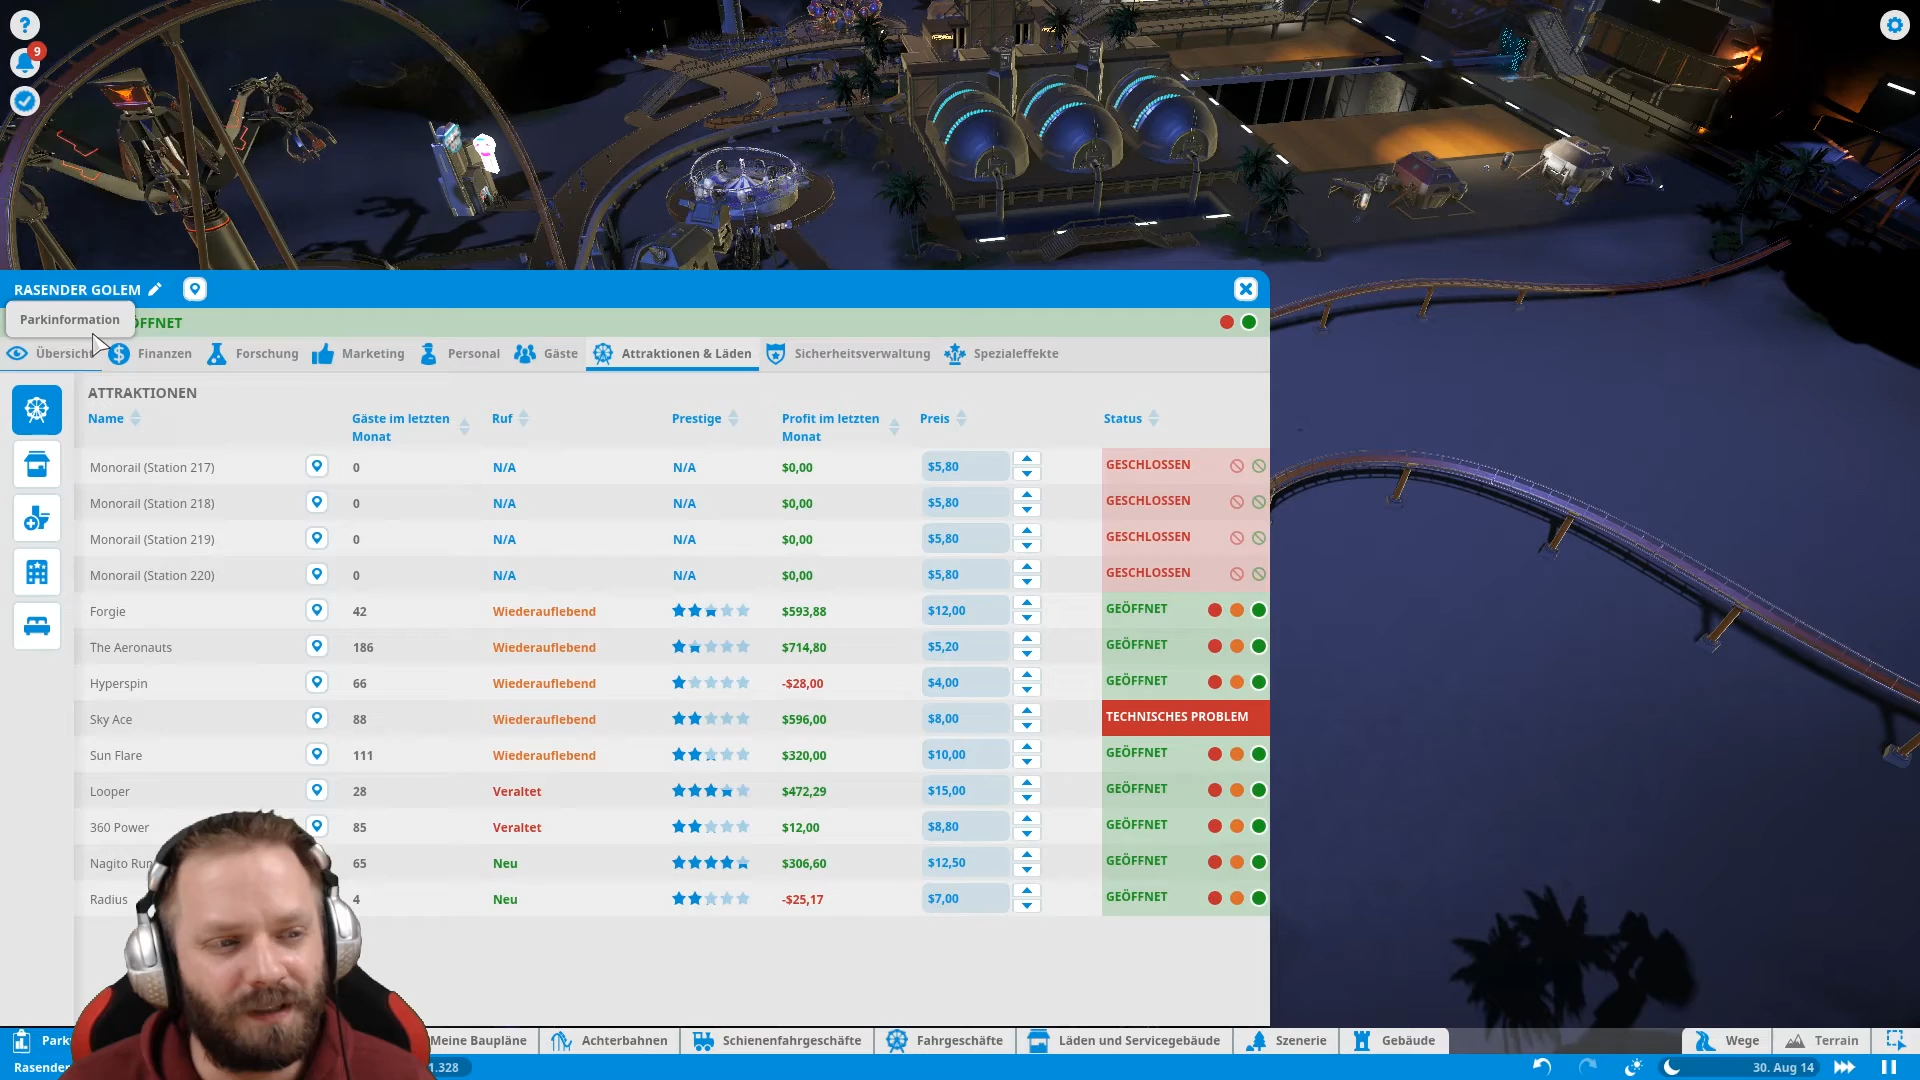 9
RASENDER GOLEM
Parkinformation
ÖFFNET
Übersicht Finanzen Forschung Marketing Personal Gäste Attraktionen & Läden Sicherheitsverwaltung Spezialeffekte
ATTRAKTIONEN
Name Gäste im letzten Monat Ruf Prestige Profit im letzten Monat Preis Status
Monorail (Station 217) 0 N/A N/A $0,00 $5,80 GESCHLOSSEN
Monorail (Station 218) 0 N/A N/A $0,00 $5,80 GESCHLOSSEN
Monorail (Station 219) 0 N/A N/A $0,00 $5,80 GESCHLOSSEN
Monorail (Station 220) 0 N/A N/A $0,00 $5,80 GESCHLOSSEN
Forgie 42 Wiederauflebend $593,88 $12,00 GEÖFFNET
The Aeronauts 186 Wiederauflebend $714,80 $5,20 GEÖFFNET
Hyperspin 66 Wiederauflebend -$28,00 $4,00 GEÖFFNET
Sky Ace 88 Wiederauflebend $596,00 $8,00 TECHNISCHES PROBLEM
Sun Flare 111 Wiederauflebend $320,00 $10,00 GEÖFFNET
Looper 28 Veraltet $472,29 $15,00 GEÖFFNET
360 Power 85 Veraltet $12,00 $8,80 GEÖFFNET
Nagito Run 65 Neu $306,60 $12,50 GEÖFFNET
Radius 4 Neu -$25,17 $7,00 GEÖFFNET
Park Meine Baupläne Achterbahnen Schienenfahrgeschäfte Fahrgeschäfte Läden und Servicegebäude Szenerie Gebäude Wege Terrain
Rasender 1.328 30. Aug 14